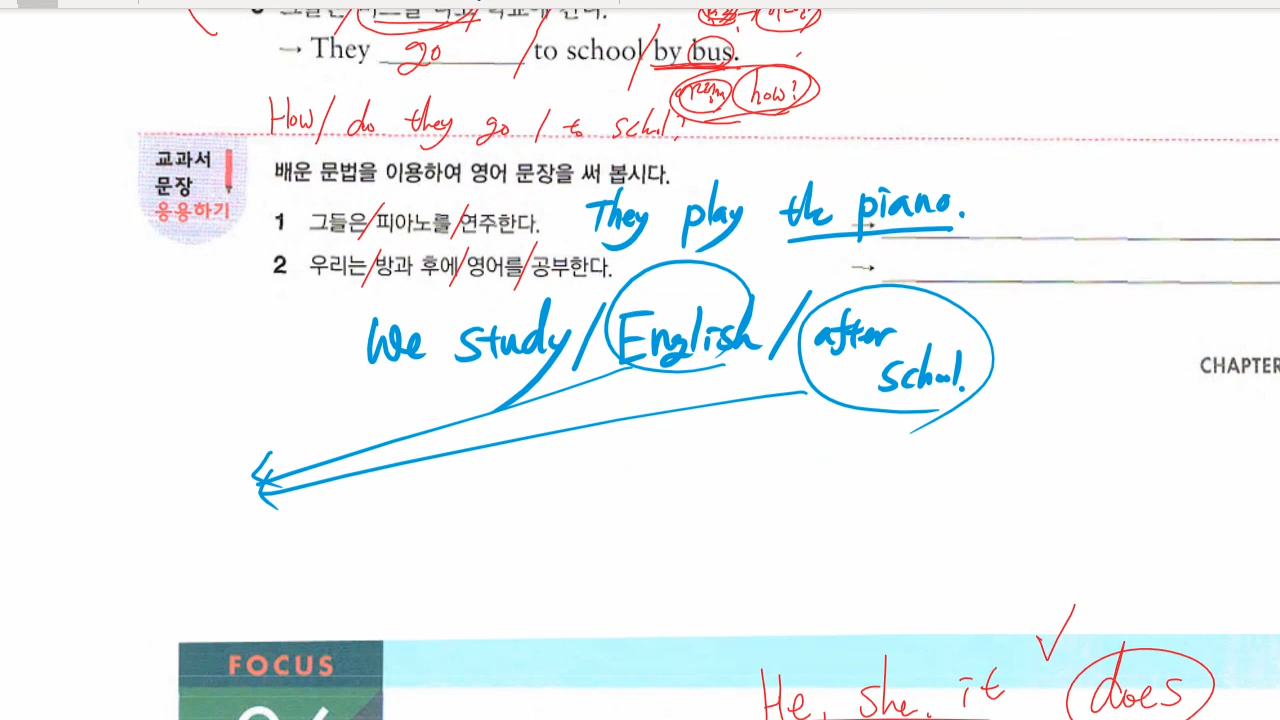 → They go / to school / by bus.
how?
How / do they go / to schol?
교과서
문장
응용하기
배운 문법을 이용하여 영어 문장을 써 봅시다.
1 그들은 / 피아노를 / 연주한다. They play the piano. →
2 우리는 / 방과 후에 / 영어를 / 공부한다. →
We study / English / after
school.
CHAPTER
FOCUS
He, she, it does